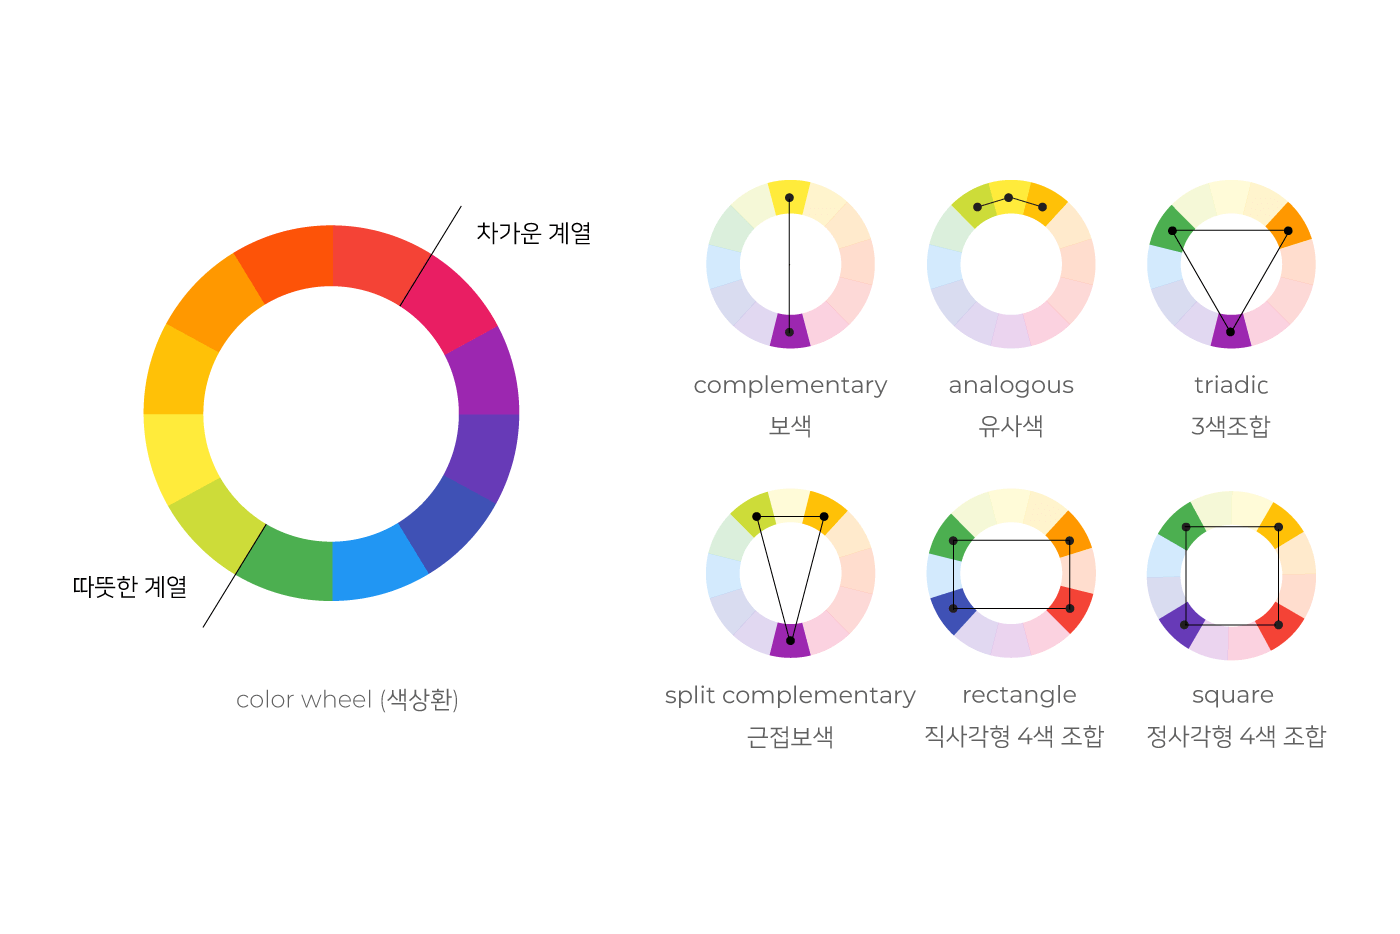 차가운 계열
따뜻한 계열
color wheel (색상환)
complementary
보색
analogous
유사색
triadic
3색조합
split complementary
근접보색
rectangle
직사각형 4색 조합
square
정사각형 4색 조합